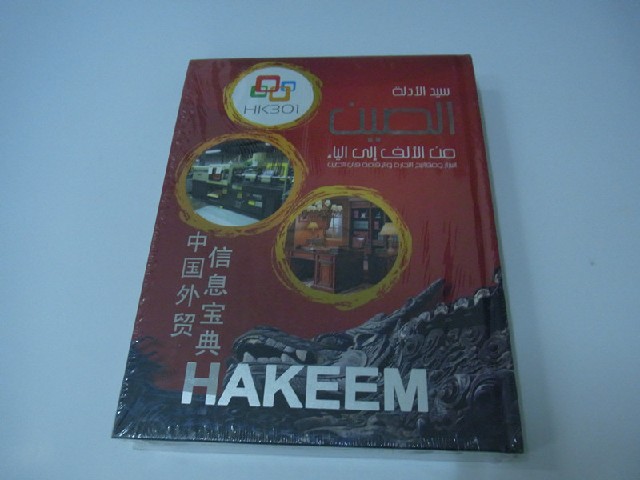 HK301
سيد الأدلة
الصين
من الألف إلى الياء
中国外贸
信息宝典
HAKEEM